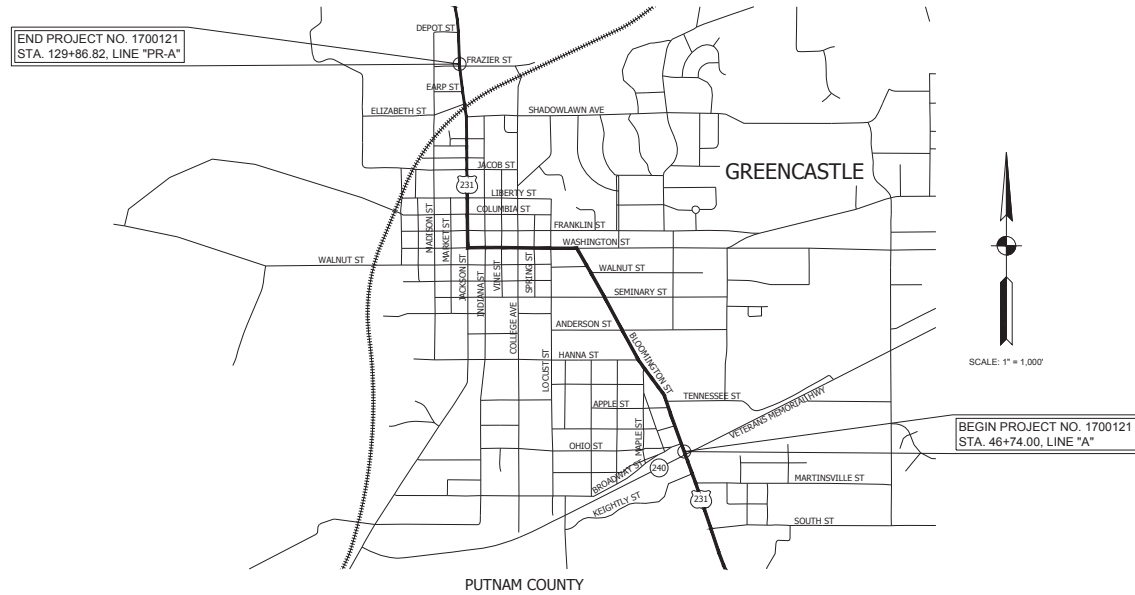 DEPOT ST
END PROJECT NO. 1700121
STA. 129+86.82, LINE "PR-A"
FRAZIER ST
EARP ST
ELIZABETH ST
SHADOWLAWN AVE
JACOB ST
GREENCASTLE
231
LIBERTY ST
COLUMBIA ST
MADISON ST
MARKET ST
FRANKLIN ST
WASHINGTON ST
WALNUT ST
JACKSON ST
INDIANA ST
VINE ST
SPRING ST
WALNUT ST
SEMINARY ST
COLLEGE AVE
ANDERSON ST
BLOOMINGTON ST
HANNA ST
LOCUST ST
SCALE: 1" = 1,000'
TENNESSEE ST
APPLE ST
VETERANS MEMORIAL HWY
MAPLE ST
BEGIN PROJECT NO. 1700121
STA. 46+74.00, LINE "A"
OHIO ST
BROADWAY ST
240
MARTINSVILLE ST
KEIGHTLY ST
231
SOUTH ST
PUTNAM COUNTY